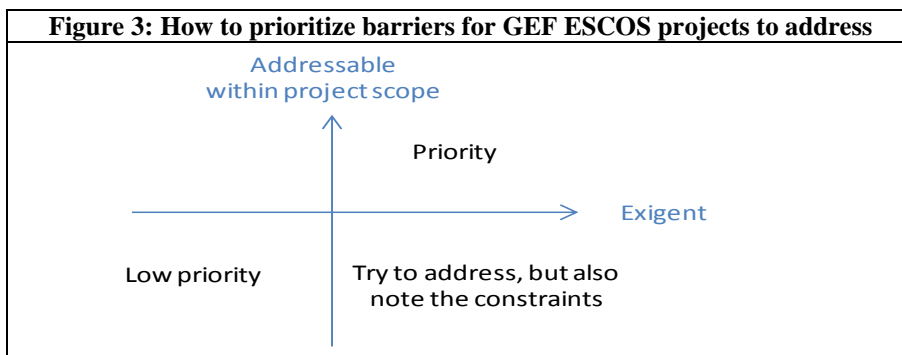 Figure 3: How to prioritize barriers for GEF ESCOS projects to address
Addressable
within project scope
Priority
Exigent
Low priority
Try to address, but also
note the constraints